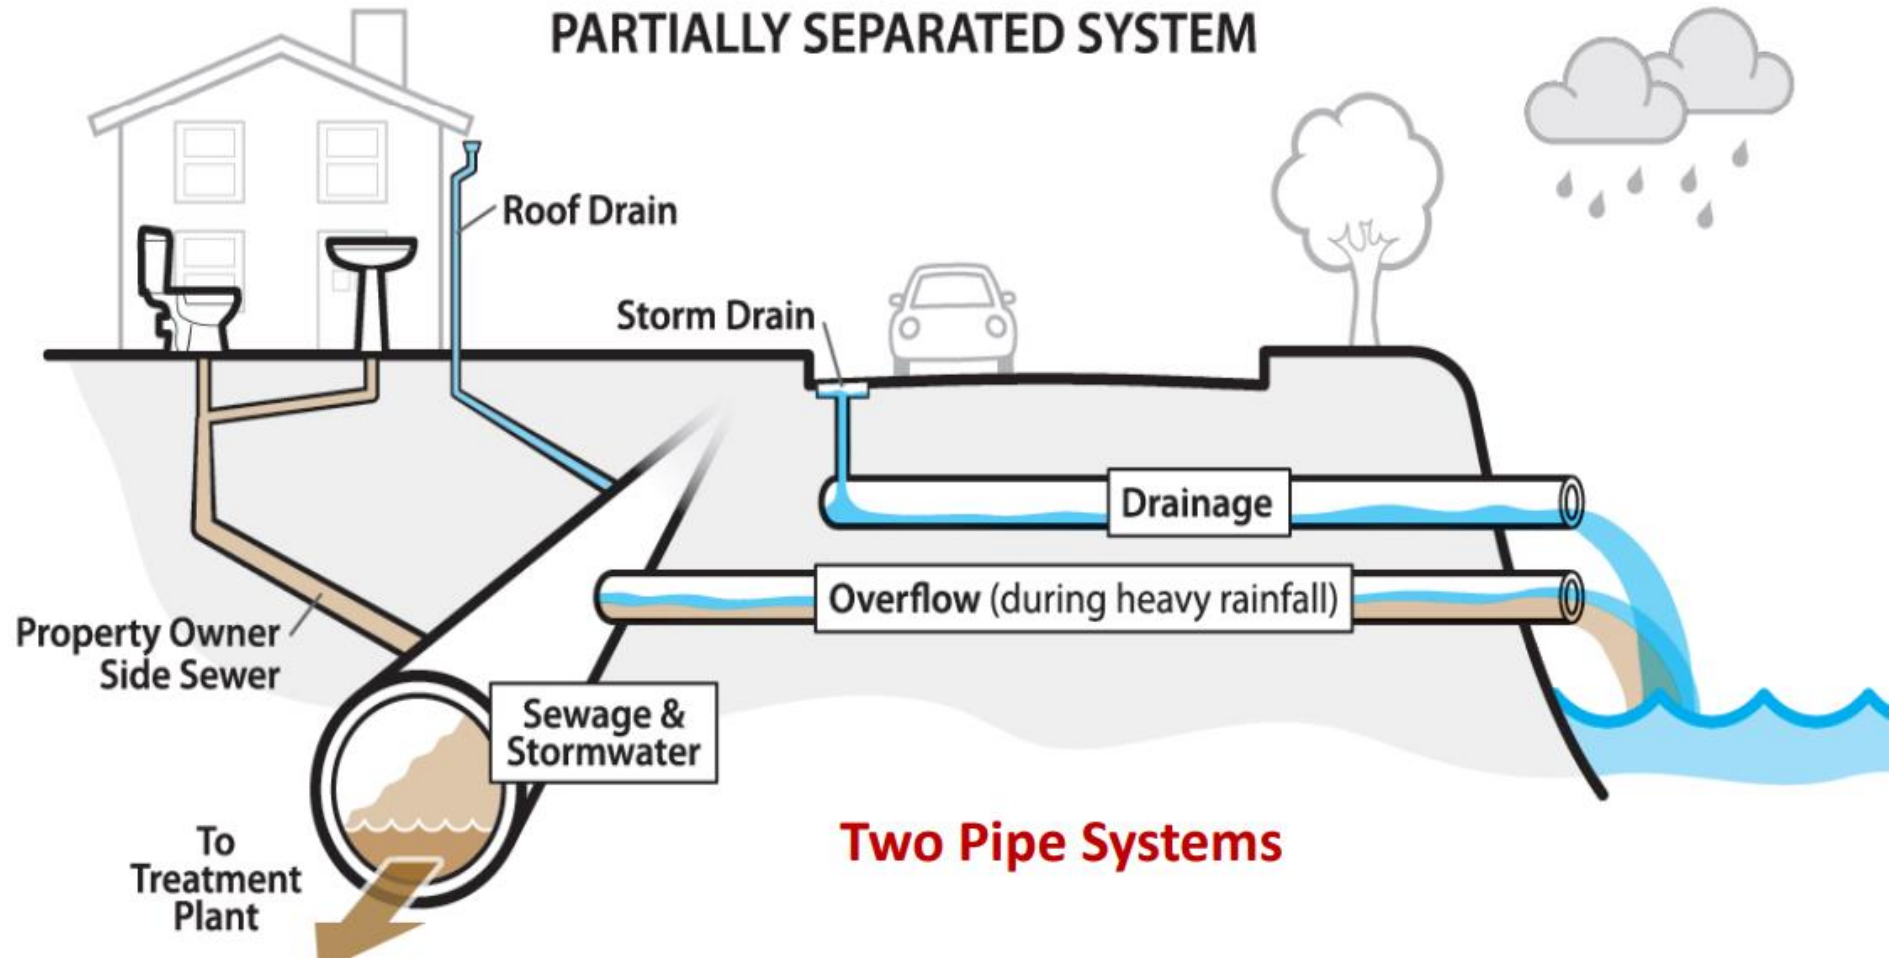 PARTIALLY SEPARATED SYSTEM
Roof Drain
Storm Drain
Drainage
Overflow (during heavy rainfall)
Property Owner
Side Sewer
Sewage &
Stormwater
To
Treatment
Plant
Two Pipe Systems